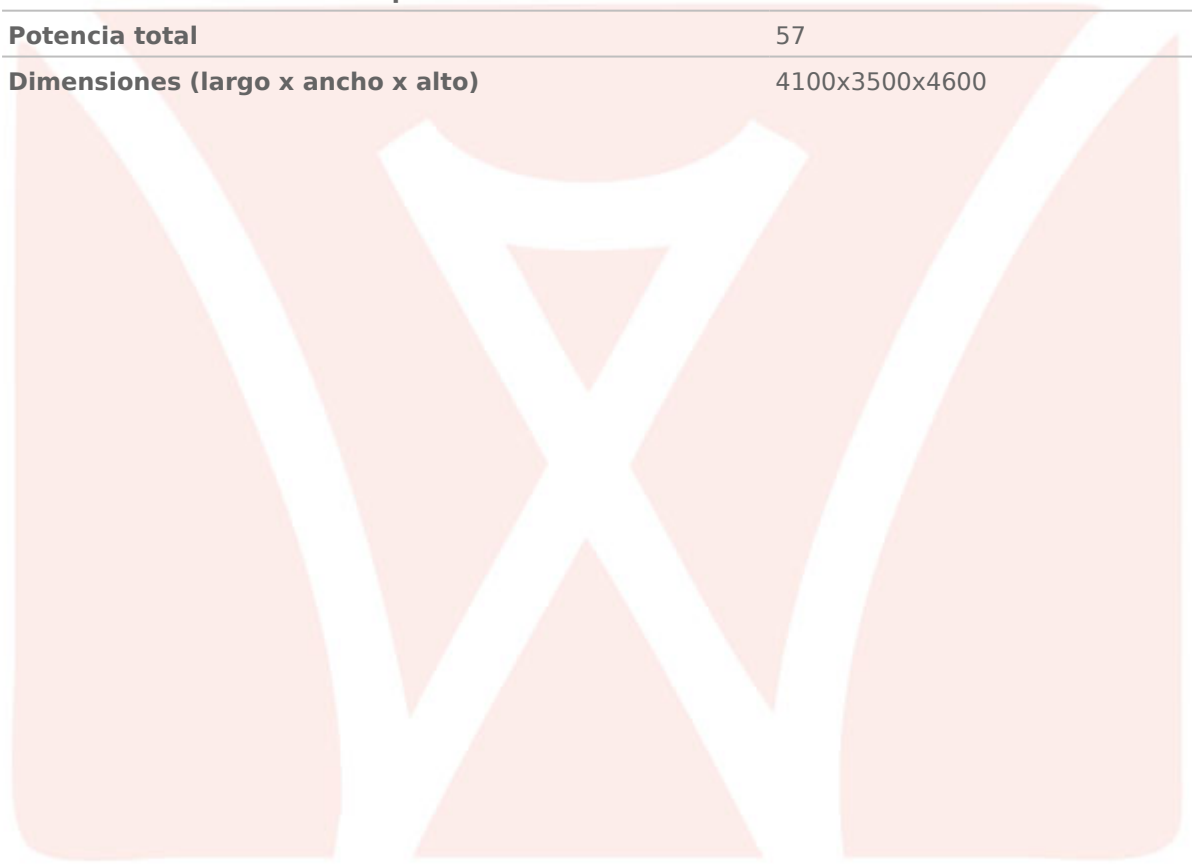 Potencia total 57
Dimensiones (largo x ancho x alto) 4100x3500x4600